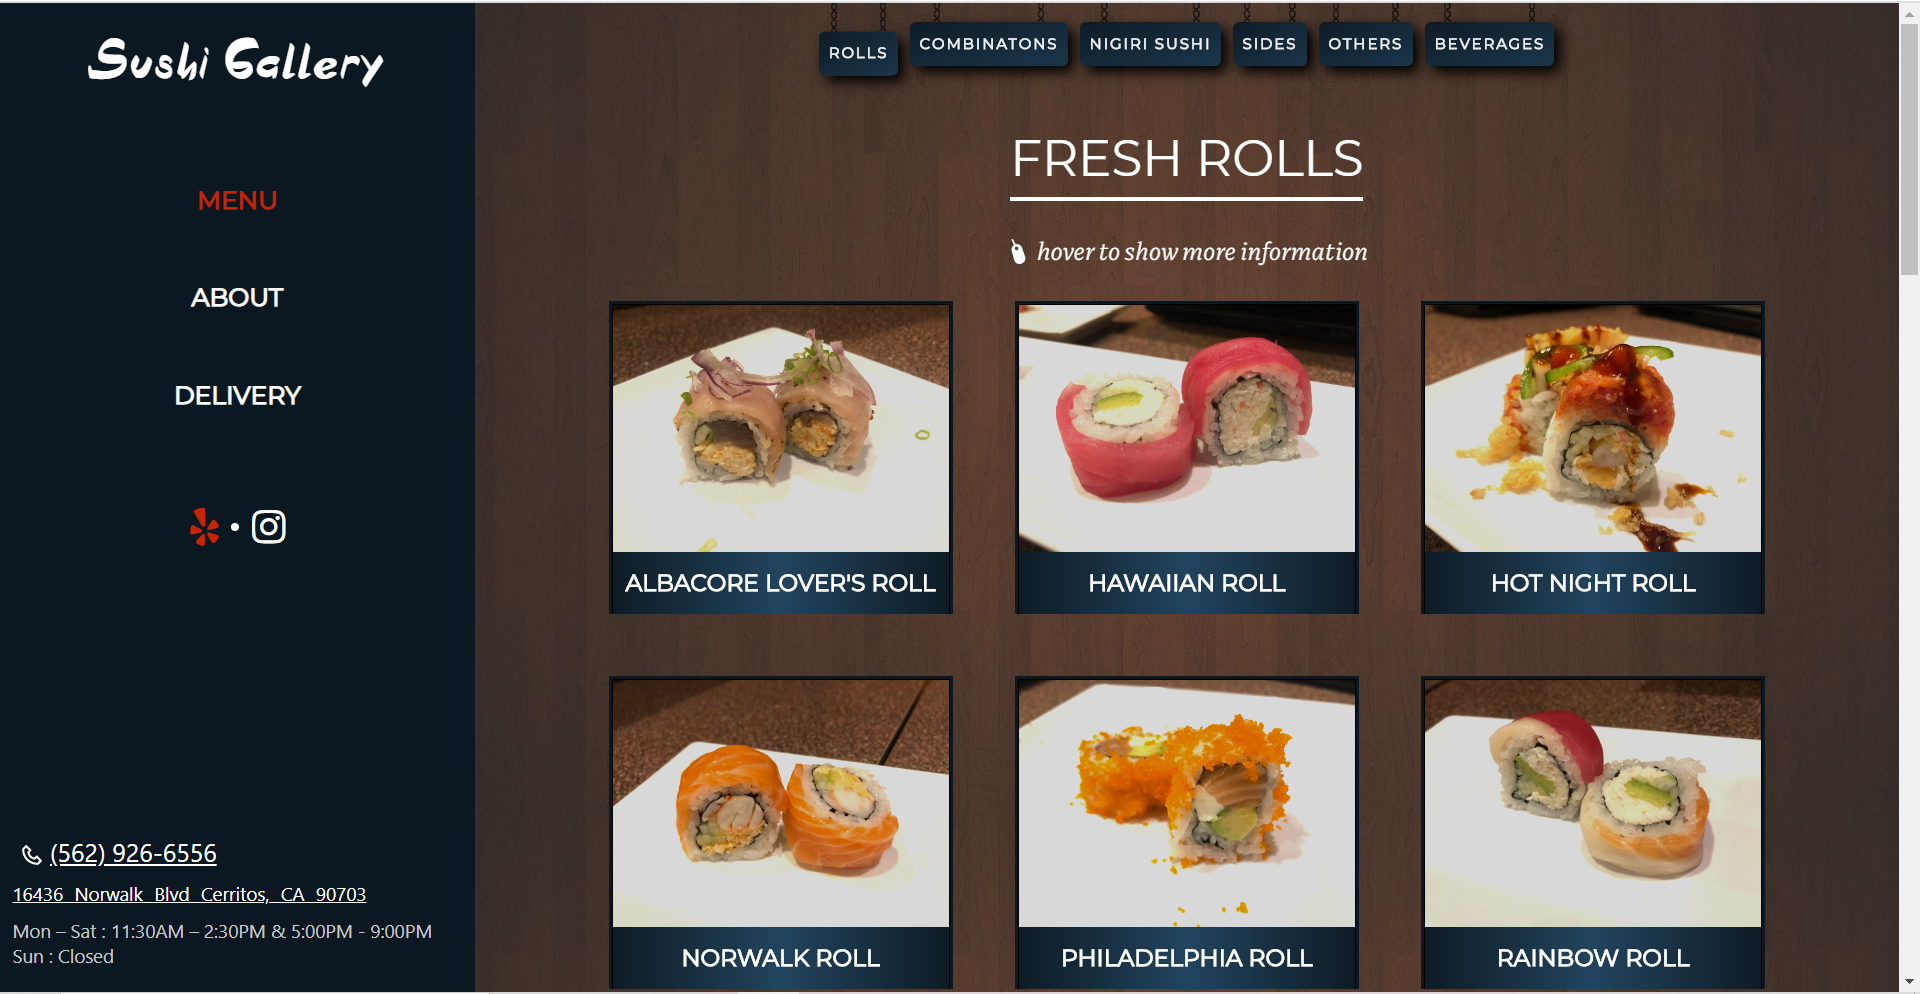 Sushi Gallery
MENU
ABOUT
DELIVERY
(562) 926-6556
16436 Norwalk Blvd Cerritos, CA 90703
Mon – Sat : 11:30AM – 2:30PM & 5:00PM - 9:00PM
Sun : Closed
ROLLS
COMBINATONS
NIGIRI SUSHI
SIDES
OTHERS
BEVERAGES
FRESH ROLLS
hover to show more information
ALBACORE LOVER'S ROLL
HAWAIIAN ROLL
HOT NIGHT ROLL
NORWALK ROLL
PHILADELPHIA ROLL
RAINBOW ROLL